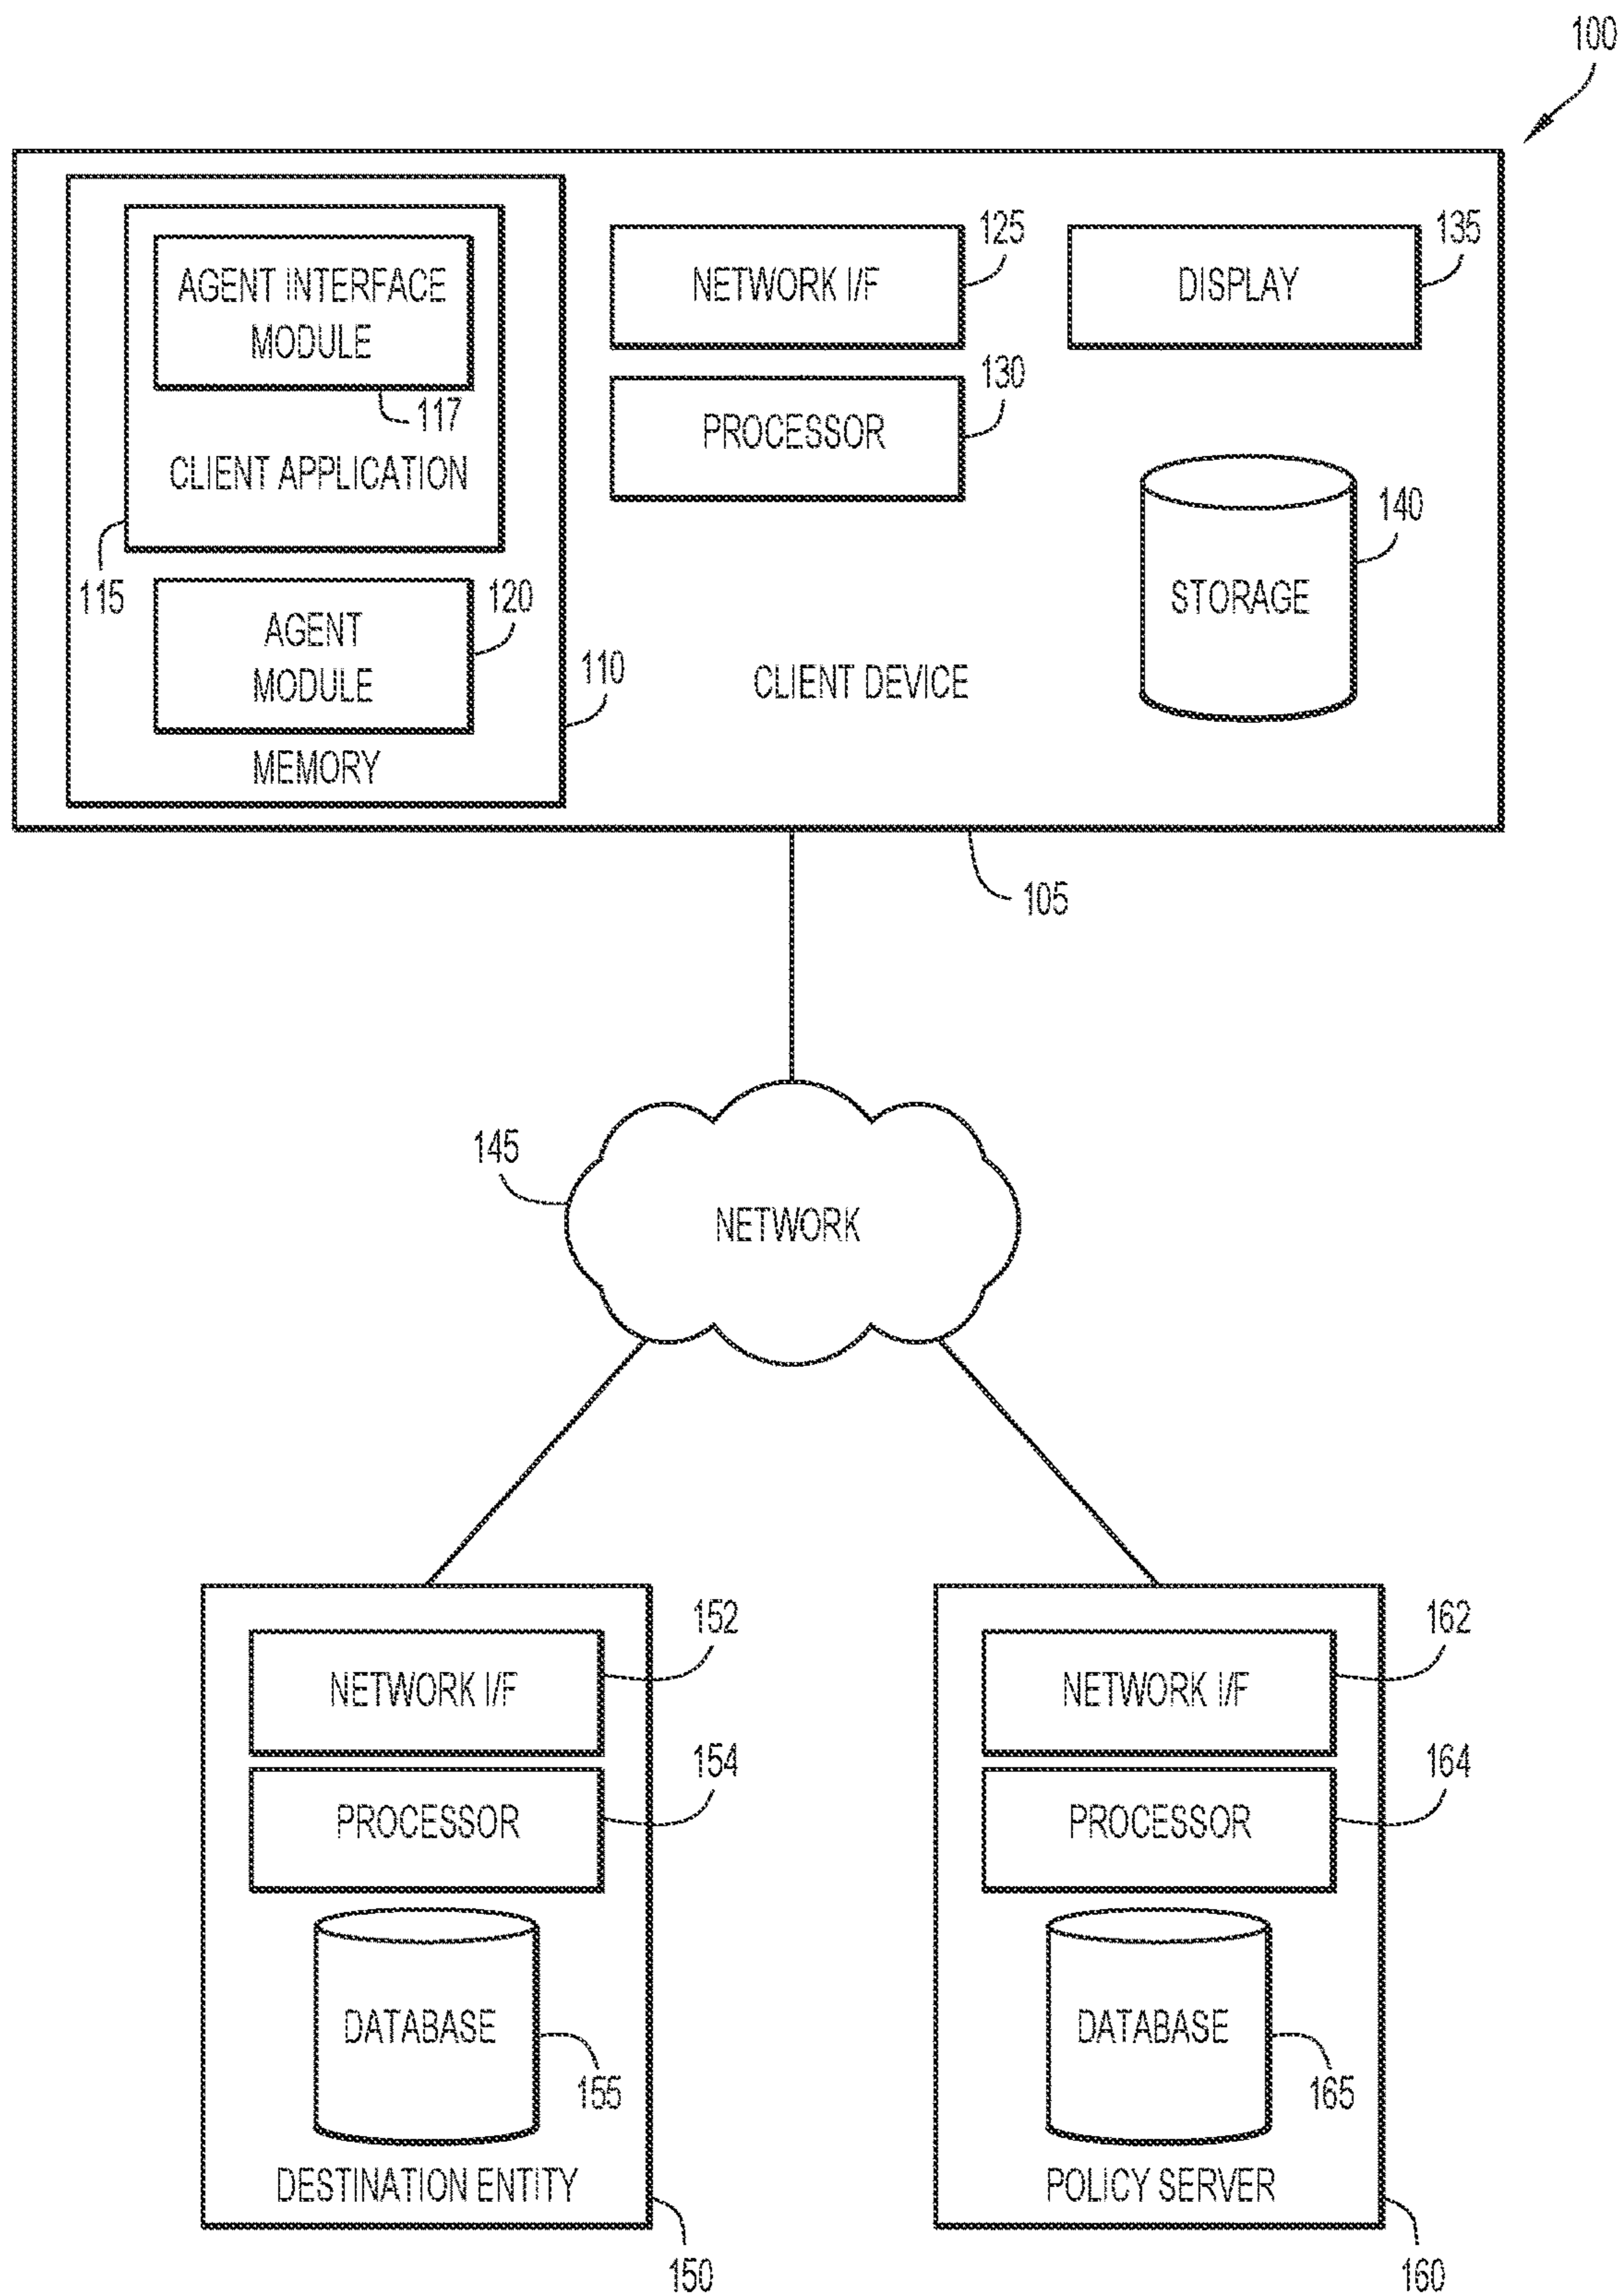 100
AGENT INTERFACE
MODULE
117
CLIENT APPLICATION
115
AGENT
MODULE
120
MEMORY
110
NETWORK I/F
125
PROCESSOR
130
DISPLAY
135
STORAGE
140
CLIENT DEVICE
105
145
NETWORK
NETWORK I/F
152
PROCESSOR
154
DATABASE
155
DESTINATION ENTITY
150
NETWORK I/F
162
PROCESSOR
164
DATABASE
165
POLICY SERVER
160